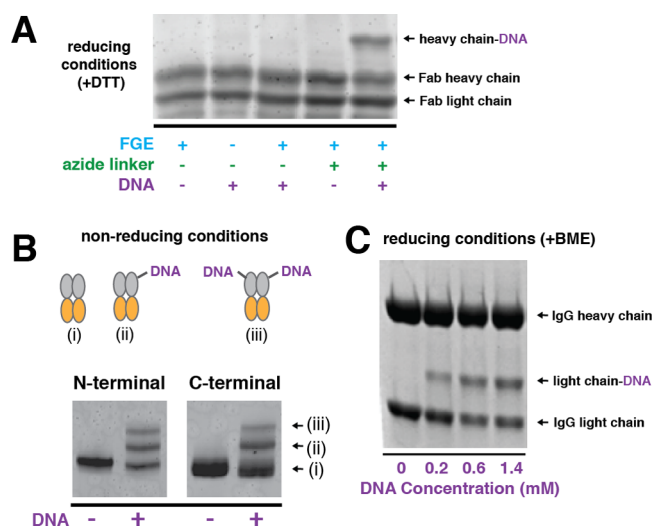 A
reducing
conditions
(+DTT)
← heavy chain-DNA
← Fab heavy chain
← Fab light chain
FGE + - + + +
azide linker - - - + +
DNA - + + - +
B
non-reducing conditions
DNA DNA DNA
(i) (ii) (iii)
N-terminal C-terminal
← (iii)
← (ii)
← (i)
DNA - + - +
C reducing conditions (+BME)
← IgG heavy chain
← light chain-DNA
← IgG light chain
0 0.2 0.6 1.4
DNA Concentration (mM)